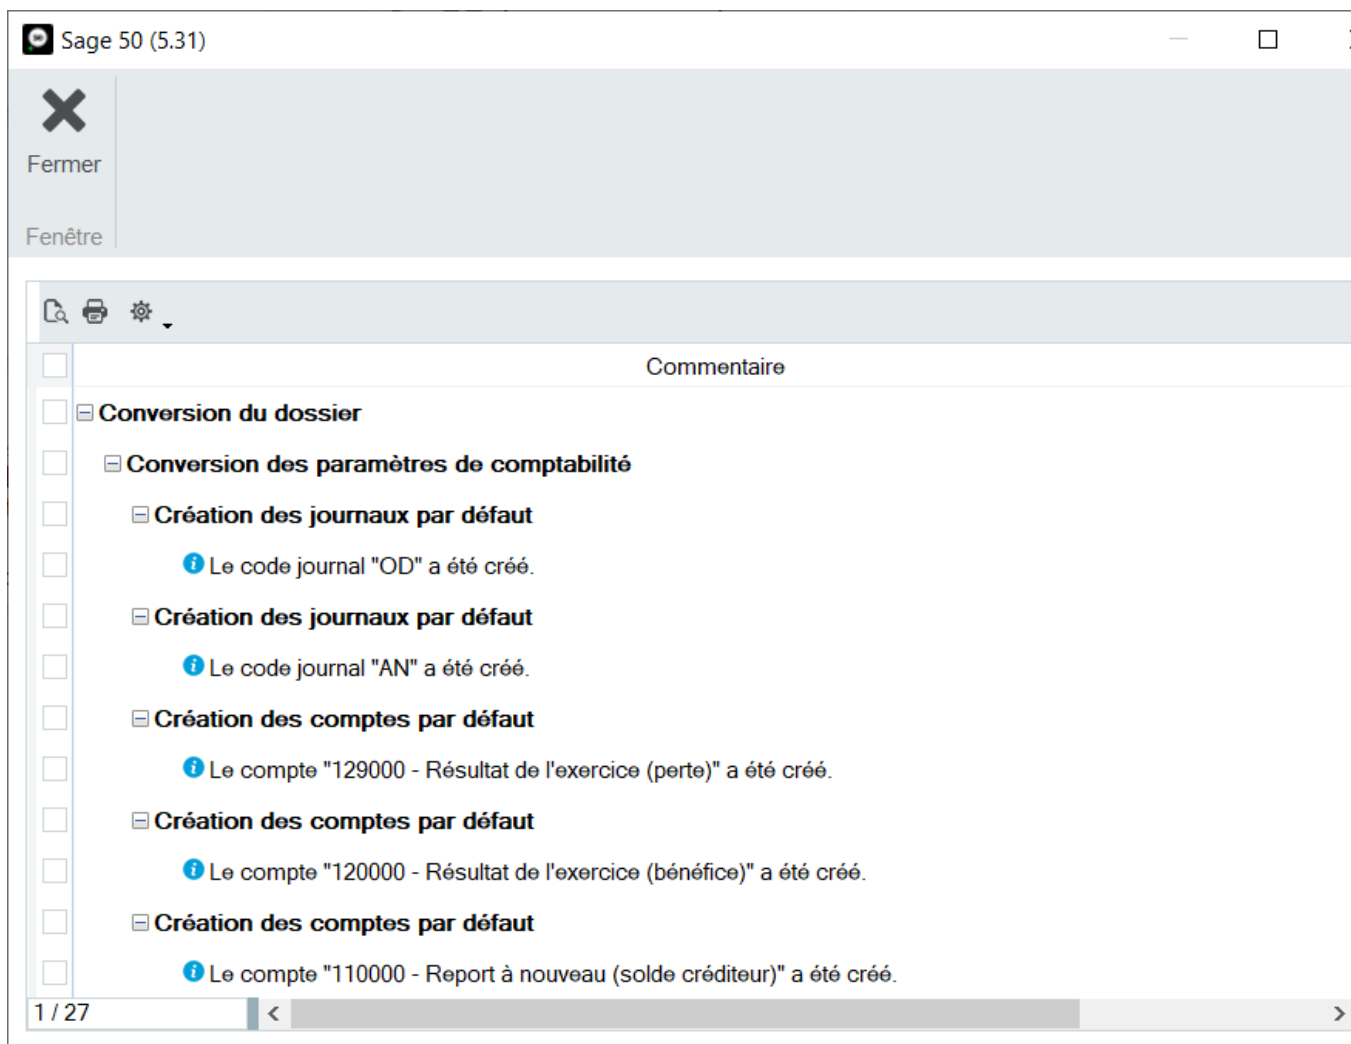 Sage 50 (5.31)
Fermer
Fenêtre
Commentaire
Conversion du dossier
Conversion des paramètres de comptabilité
Création des journaux par défaut
Le code journal "OD" a été créé.
Création des journaux par défaut
Le code journal "AN" a été créé.
Création des comptes par défaut
Le compte "129000 - Résultat de l'exercice (perte)" a été créé.
Création des comptes par défaut
Le compte "120000 - Résultat de l'exercice (bénéfice)" a été créé.
Création des comptes par défaut
Le compte "110000 - Report à nouveau (solde créditeur)" a été créé.
1 / 27